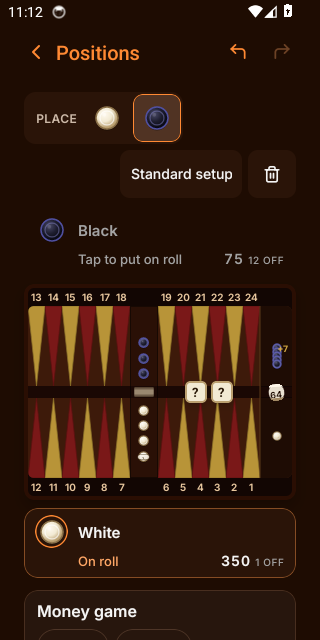 11:12
Positions
PLACE
Standard setup
Black
Tap to put on roll 75 12 OFF
13 14 15 16 17 18 19 20 21 22 23 24
+7
? ? 64
12 11 10 9 8 7 6 5 4 3 2 1
White
On roll 350 1 OFF
Money game